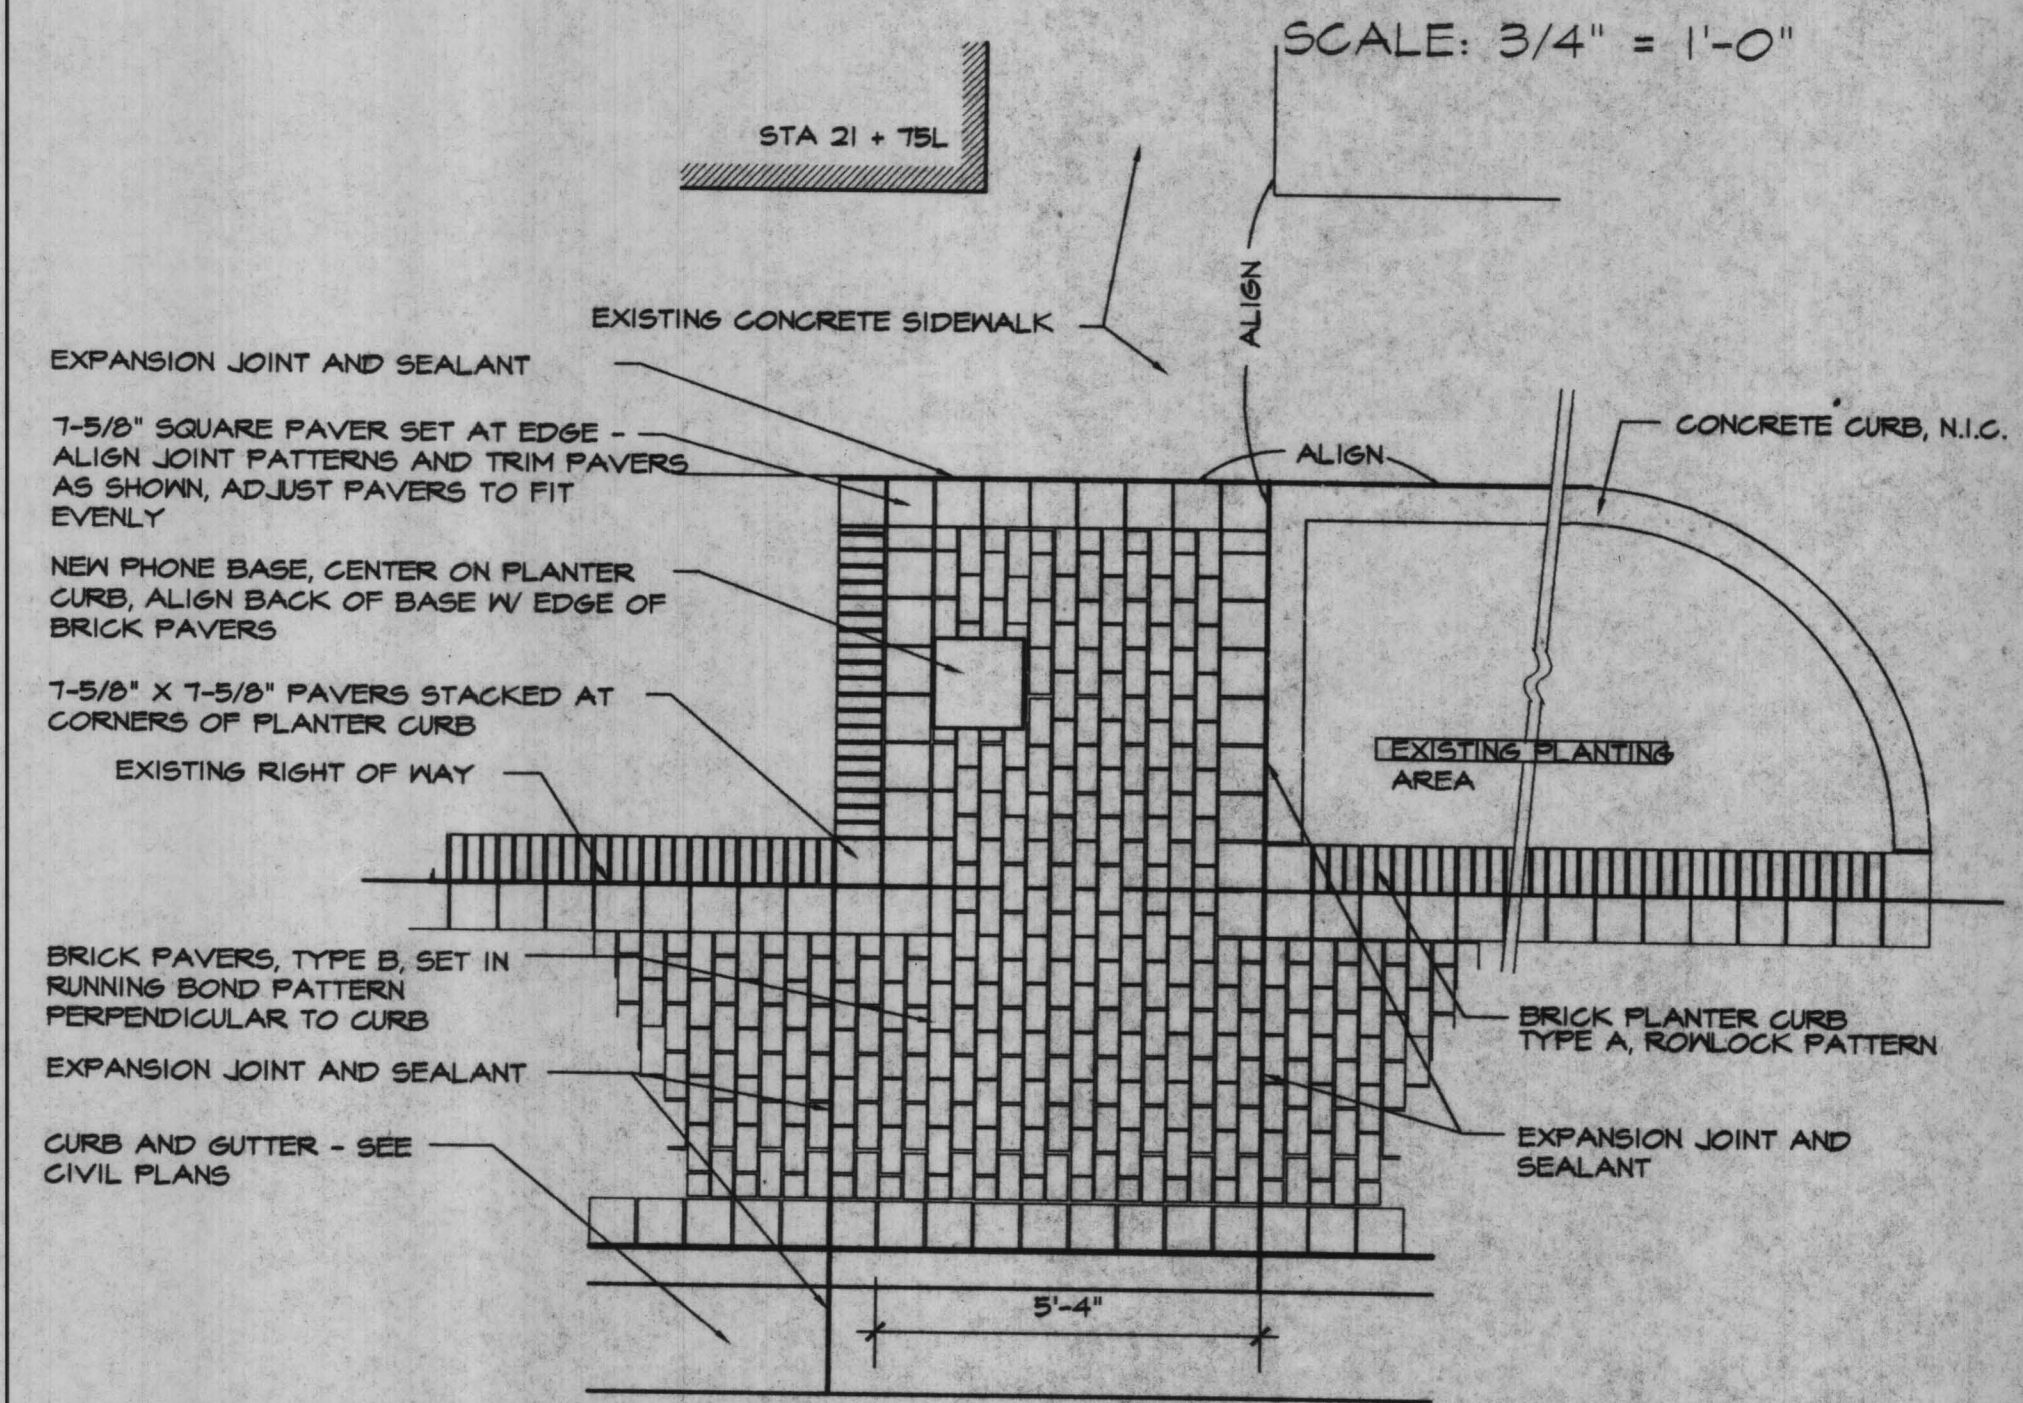 SCALE: 3/4" = 1'-0"
STA 21 + 75L
ALIGN
EXISTING CONCRETE SIDEWALK
EXPANSION JOINT AND SEALANT
7-5/8" SQUARE PAVER SET AT EDGE -
ALIGN JOINT PATTERNS AND TRIM PAVERS
AS SHOWN, ADJUST PAVERS TO FIT
EVENLY
ALIGN
CONCRETE CURB, N.I.C.
NEW PHONE BASE, CENTER ON PLANTER
CURB, ALIGN BACK OF BASE W/ EDGE OF
BRICK PAVERS
7-5/8" X 7-5/8" PAVERS STACKED AT
CORNERS OF PLANTER CURB
EXISTING RIGHT OF WAY
EXISTING PLANTING
AREA
BRICK PAVERS, TYPE B, SET IN
RUNNING BOND PATTERN
PERPENDICULAR TO CURB
BRICK PLANTER CURB
TYPE A, ROWLOCK PATTERN
EXPANSION JOINT AND SEALANT
CURB AND GUTTER - SEE
CIVIL PLANS
EXPANSION JOINT AND
SEALANT
5'-4"